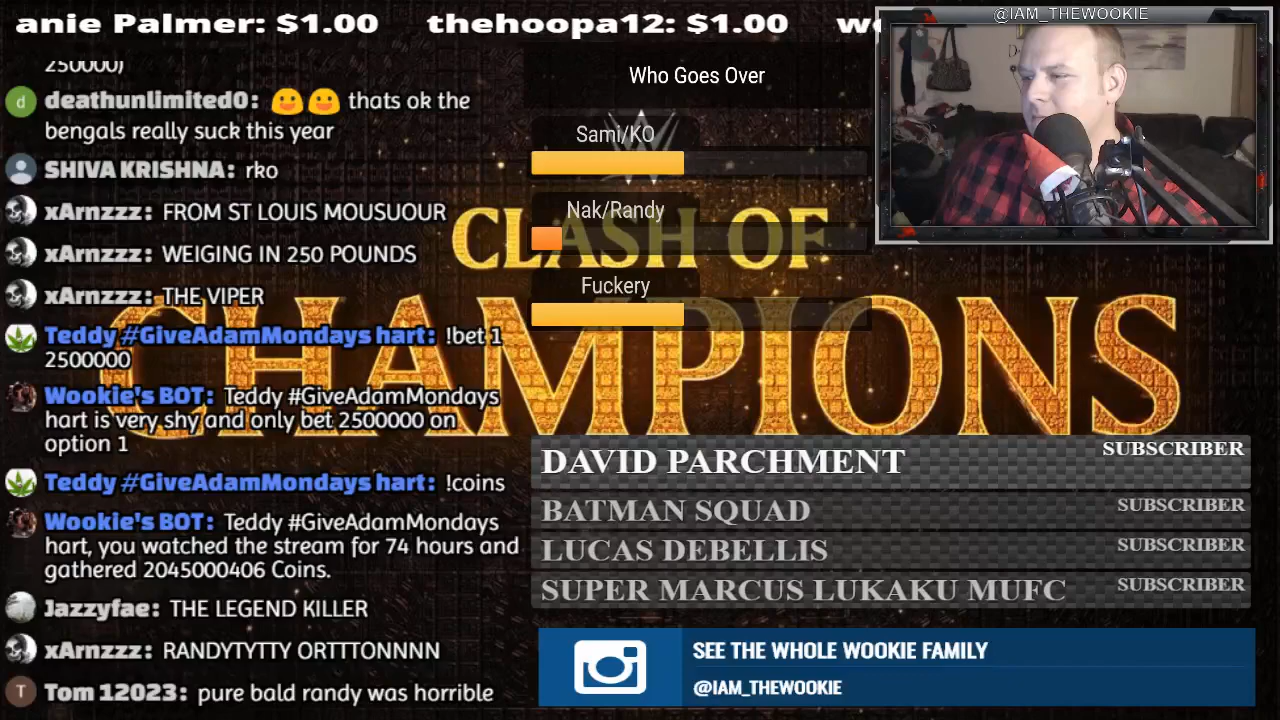 anie Palmer: $1.00 thehoopa12: $1.00
@IAM_THEWOOKIE
250000)
deathunlimited0: 😛 😛 thats ok the
bengals really suck this year
SHIVA KRISHNA: rko
xArnzzz: FROM ST LOUIS MOUSUOUR
xArnzzz: WEIGING IN 250 POUNDS
xArnzzz: THE VIPER
Teddy #GiveAdamMondays hart: !bet 1
2500000
Wookie's BOT: Teddy #GiveAdamMondays
hart is very shy and only bet 2500000 on
option 1
Teddy #GiveAdamMondays hart: !coins
Wookie's BOT: Teddy #GiveAdamMondays
hart, you watched the stream for 74 hours and
gathered 2045000406 Coins.
Jazzyfae: THE LEGEND KILLER
xArnzzz: RANDYTYTTY ORTTTONNNN
Tom 12023: pure bald randy was horrible
Who Goes Over
Sami/KO
Nak/Randy
Fuckery
CLASH OF
CHAMPIONS
DAVID PARCHMENT SUBSCRIBER
BATMAN SQUAD SUBSCRIBER
LUCAS DEBELLIS SUBSCRIBER
SUPER MARCUS LUKAKU MUFC SUBSCRIBER
SEE THE WHOLE WOOKIE FAMILY
@IAM_THEWOOKIE